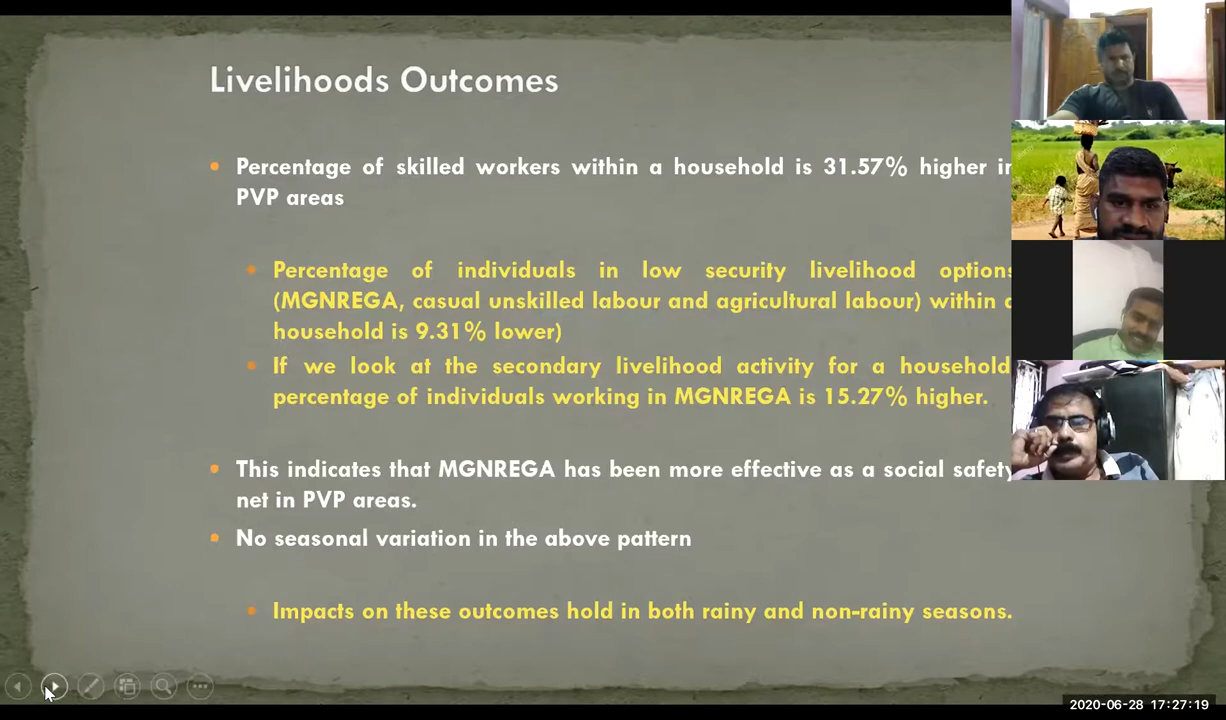 Livelihoods Outcomes
Percentage of skilled workers within a household is 31.57% higher in
PVP areas
Percentage of individuals in low security livelihood options
(MGNREGA, casual unskilled labour and agricultural labour) within a
household is 9.31% lower)
If we look at the secondary livelihood activity for a household
percentage of individuals working in MGNREGA is 15.27% higher.
This indicates that MGNREGA has been more effective as a social safety
net in PVP areas.
No seasonal variation in the above pattern
Impacts on these outcomes hold in both rainy and non-rainy seasons.
2020-06-28 17:27:19